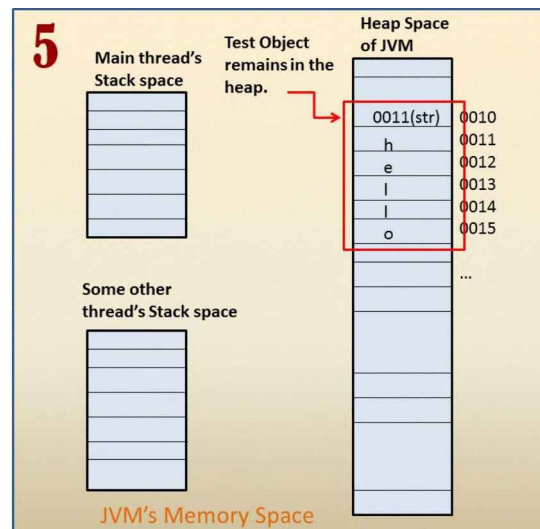 5
Main thread's
Stack space
Test Object
remains in the
heap.
Heap Space
of JVM
0011(str) 0010
h 0011
e 0012
l 0013
l 0014
o 0015
...
Some other
thread's Stack space
JVM's Memory Space